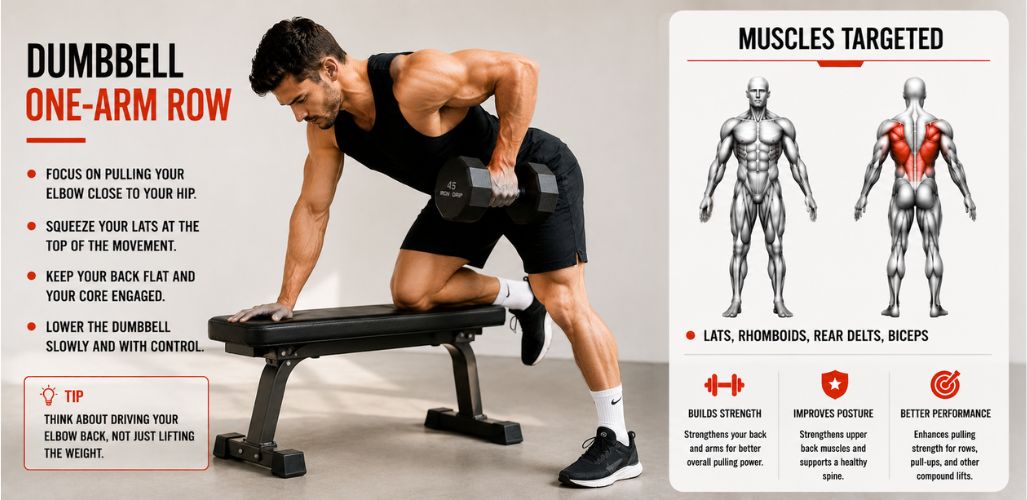 DUMBBELL
ONE-ARM ROW
FOCUS ON PULLING YOUR
ELBOW CLOSE TO YOUR HIP.
SQUEEZE YOUR LATS AT THE
TOP OF THE MOVEMENT.
KEEP YOUR BACK FLAT AND
YOUR CORE ENGAGED.
LOWER THE DUMBBELL
SLOWLY AND WITH CONTROL.
TIP
THINK ABOUT DRIVING YOUR
ELBOW BACK, NOT JUST LIFTING
THE WEIGHT.
45
IRON GRIP
MUSCLES TARGETED
LATS, RHOMBOIDS, REAR DELTS, BICEPS
BUILDS STRENGTH
Strengthens your back
and arms for better
overall pulling power.
IMPROVES POSTURE
Strengthens upper
back muscles and
supports a healthy
spine.
BETTER PERFORMANCE
Enhances pulling
strength for rows,
pull-ups, and other
compound lifts.